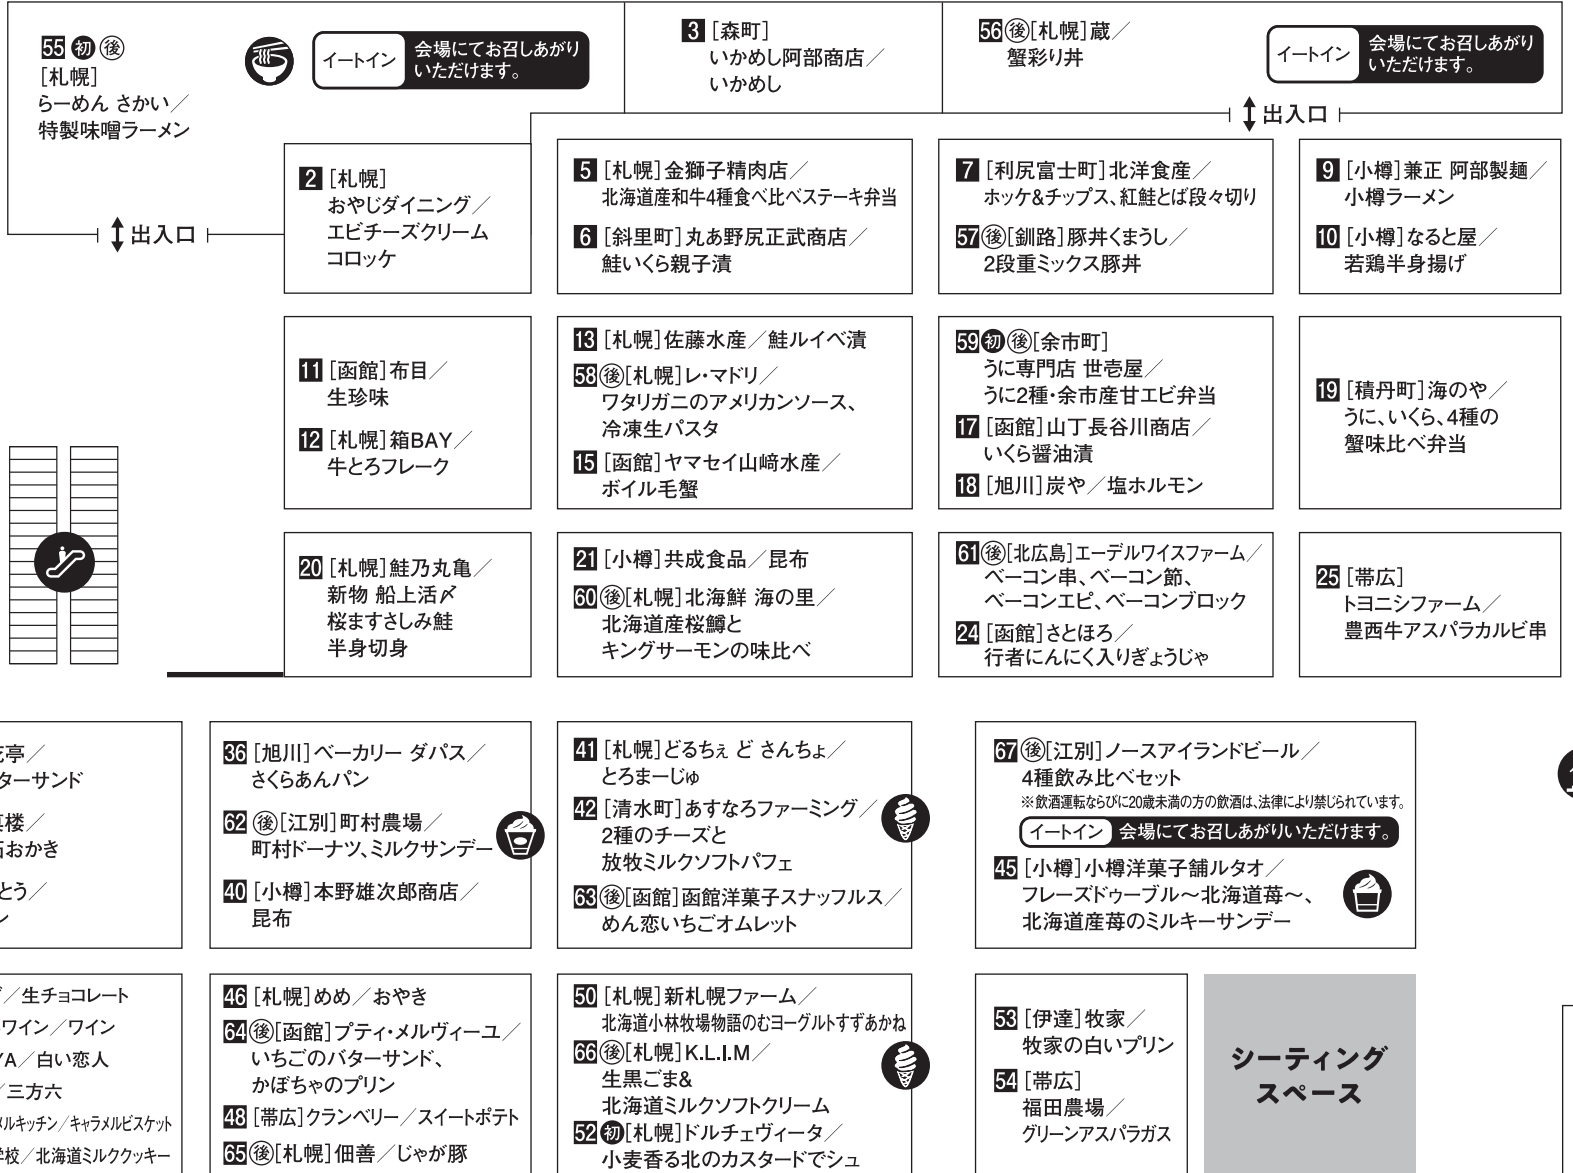 55 初 後
[札幌]
らーめん さかい／
特製味噌ラーメン
イートイン 会場にてお召しあがり
いただけます。
3 [森町]
いかめし阿部商店／
いかめし
56 後[札幌]蔵／
蟹彩り丼
イートイン 会場にてお召しあがり
いただけます。
出入口
出入口
2 [札幌]
おやじダイニング／
エビチーズクリーム
コロッケ
5 [札幌]金獅子精肉店／
北海道産和牛4種食べ比べステーキ弁当
6 [斜里町]丸あ野尻正武商店／
鮭いくら親子漬
7 [利尻富士町]北洋食産／
ホッケ&チップス、紅鮭とば段々切り
57 後[釧路]豚丼くまうし／
2段重ミックス豚丼
9 [小樽]兼正 阿部製麺／
小樽ラーメン
10 [小樽]なると屋／
若鶏半身揚げ
11 [函館]布目／
生珍味
12 [札幌]箱BAY／
牛とろフレーク
13 [札幌]佐藤水産／鮭ルイベ漬
58 後[札幌]レ・マドリ／
ワタリガニのアメリカンソース、
冷凍生パスタ
15 [函館]ヤマセイ山﨑水産／
ボイル毛蟹
59 初 後[余市町]
うに専門店 世壱屋／
うに2種・余市産甘エビ弁当
17 [函館]山丁長谷川商店／
いくら醤油漬
18 [旭川]炭や／塩ホルモン
19 [積丹町]海のや／
うに、いくら、4種の
蟹味比べ弁当
20 [札幌]鮭乃丸亀／
新物 船上活〆
桜ますさしみ鮭
半身切身
21 [小樽]共成食品／昆布
60 後[札幌]北海鮮 海の里／
北海道産桜鱒と
キングサーモンの味比べ
61 後[北広島]エーデルワイスファーム／
ベーコン串、ベーコン節、
ベーコンエピ、ベーコンブロック
24 [函館]さとほろ／
行者にんにく入りぎょうじゃ
25 [帯広]
トヨニシファーム／
豊西牛アスパラカルビ串
亭／
ターサンド
楼／
石おかき
とう／
ン
36 [旭川]ベーカリー ダパス／
さくらあんパン
62 後[江別]町村農場／
町村ドーナツ、ミルクサンデー
40 [小樽]本野雄次郎商店／
昆布
41 [札幌]どるちぇ ど さんちょ／
とろまーじゅ
42 [清水町]あすなろファーミング／
2種のチーズと
放牧ミルクソフトパフェ
63 後[函館]函館洋菓子スナッフルス／
めん恋いちごオムレット
67 後[江別]ノースアイランドビール／
4種飲み比べセット
※飲酒運転ならびに20歳未満の方の飲酒は、法律により禁じられています。
イートイン 会場にてお召しあがりいただけます。
45 [小樽]小樽洋菓子舗ルタオ／
フレーズドゥーブル～北海道苺～、
北海道産苺のミルキーサンデー
／生チョコレート
ワイン／ワイン
YA／白い恋人
／三方六
メルキッチン／キャラメルビスケット
学校／北海道ミルククッキー
46 [札幌]めめ／おやき
64 後[函館]プティ・メルヴィーユ／
いちごのバターサンド、
かぼちゃのプリン
48 [帯広]クランベリー／スイートポテト
65 後[札幌]佃善／じゃが豚
50 [札幌]新札幌ファーム／
北海道小林牧場物語のむヨーグルトすずあかね
66 後[札幌]K.L.I.M／
生黒ごま&
北海道ミルクソフトクリーム
52 初[札幌]ドルチェヴィータ／
小麦香る北のカスタードでシュ
53 [伊達]牧家／
牧家の白いプリン
54 [帯広]
福田農場／
グリーンアスパラガス
シーティング
スペース